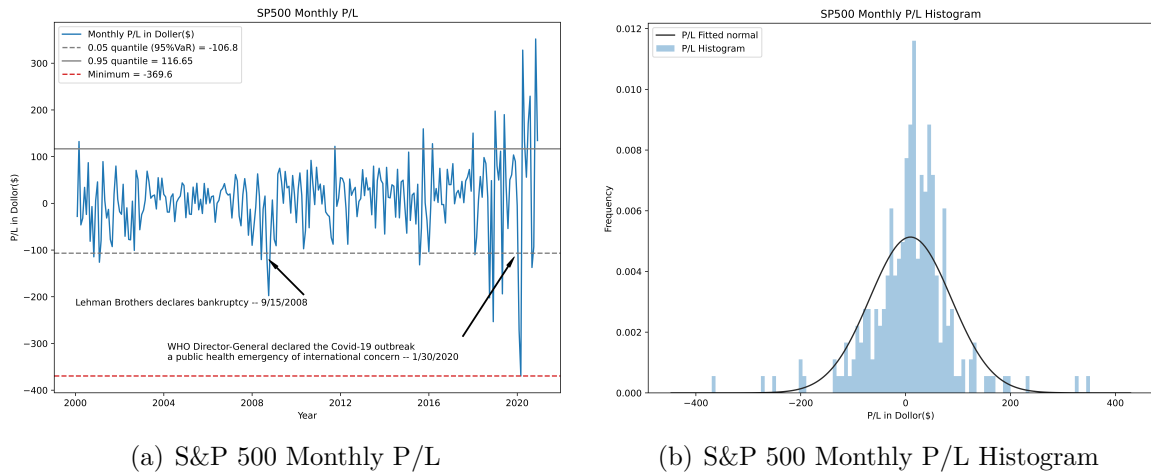 SP500 Monthly P/L
Monthly P/L in Doller($)
0.05 quantile (95%VaR) = -106.8
0.95 quantile = 116.65
Minimum = -369.6
300
200
100
0
−100
−200
−300
−400
P/L in Dollor($)
Lehman Brothers declares bankruptcy -- 9/15/2008
WHO Director-General declared the Covid-19 outbreak
a public health emergency of international concern -- 1/30/2020
2000 2004 2008 2012 2016 2020
Year
(a) S&P 500 Monthly P/L
SP500 Monthly P/L Histogram
P/L Fitted normal
P/L Histogram
0.012
0.010
0.008
0.006
0.004
0.002
0.000
Frequency
−400 −200 0 200 400
P/L in Dollor($)
(b) S&P 500 Monthly P/L Histogram